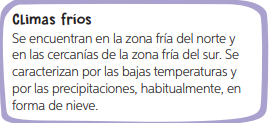 Climas fríos
Se encuentran en la zona fría del norte y
en las cercanías de la zona fría del sur. Se
caracterizan por las bajas temperaturas y
por las precipitaciones, habitualmente, en
forma de nieve.